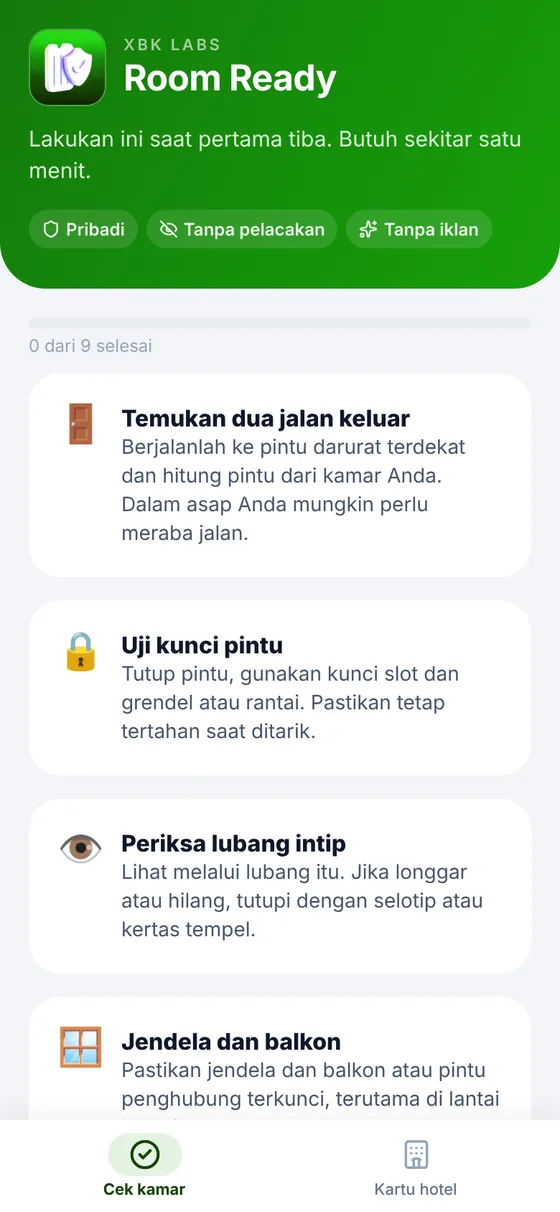 XBK LABS
Room Ready
Lakukan ini saat pertama tiba. Butuh sekitar satu
menit.
Pribadi
Tanpa pelacakan
Tanpa iklan
0 dari 9 selesai
Temukan dua jalan keluar
Berjalanlah ke pintu darurat terdekat
dan hitung pintu dari kamar Anda.
Dalam asap Anda mungkin perlu
meraba jalan.
Uji kunci pintu
Tutup pintu, gunakan kunci slot dan
grendel atau rantai. Pastikan tetap
tertahan saat ditarik.
Periksa lubang intip
Lihat melalui lubang itu. Jika longgar
atau hilang, tutupi dengan selotip atau
kertas tempel.
Jendela dan balkon
Pastikan jendela dan balkon atau pintu
penghubung terkunci, terutama di lantai
Cek kamar
Kartu hotel